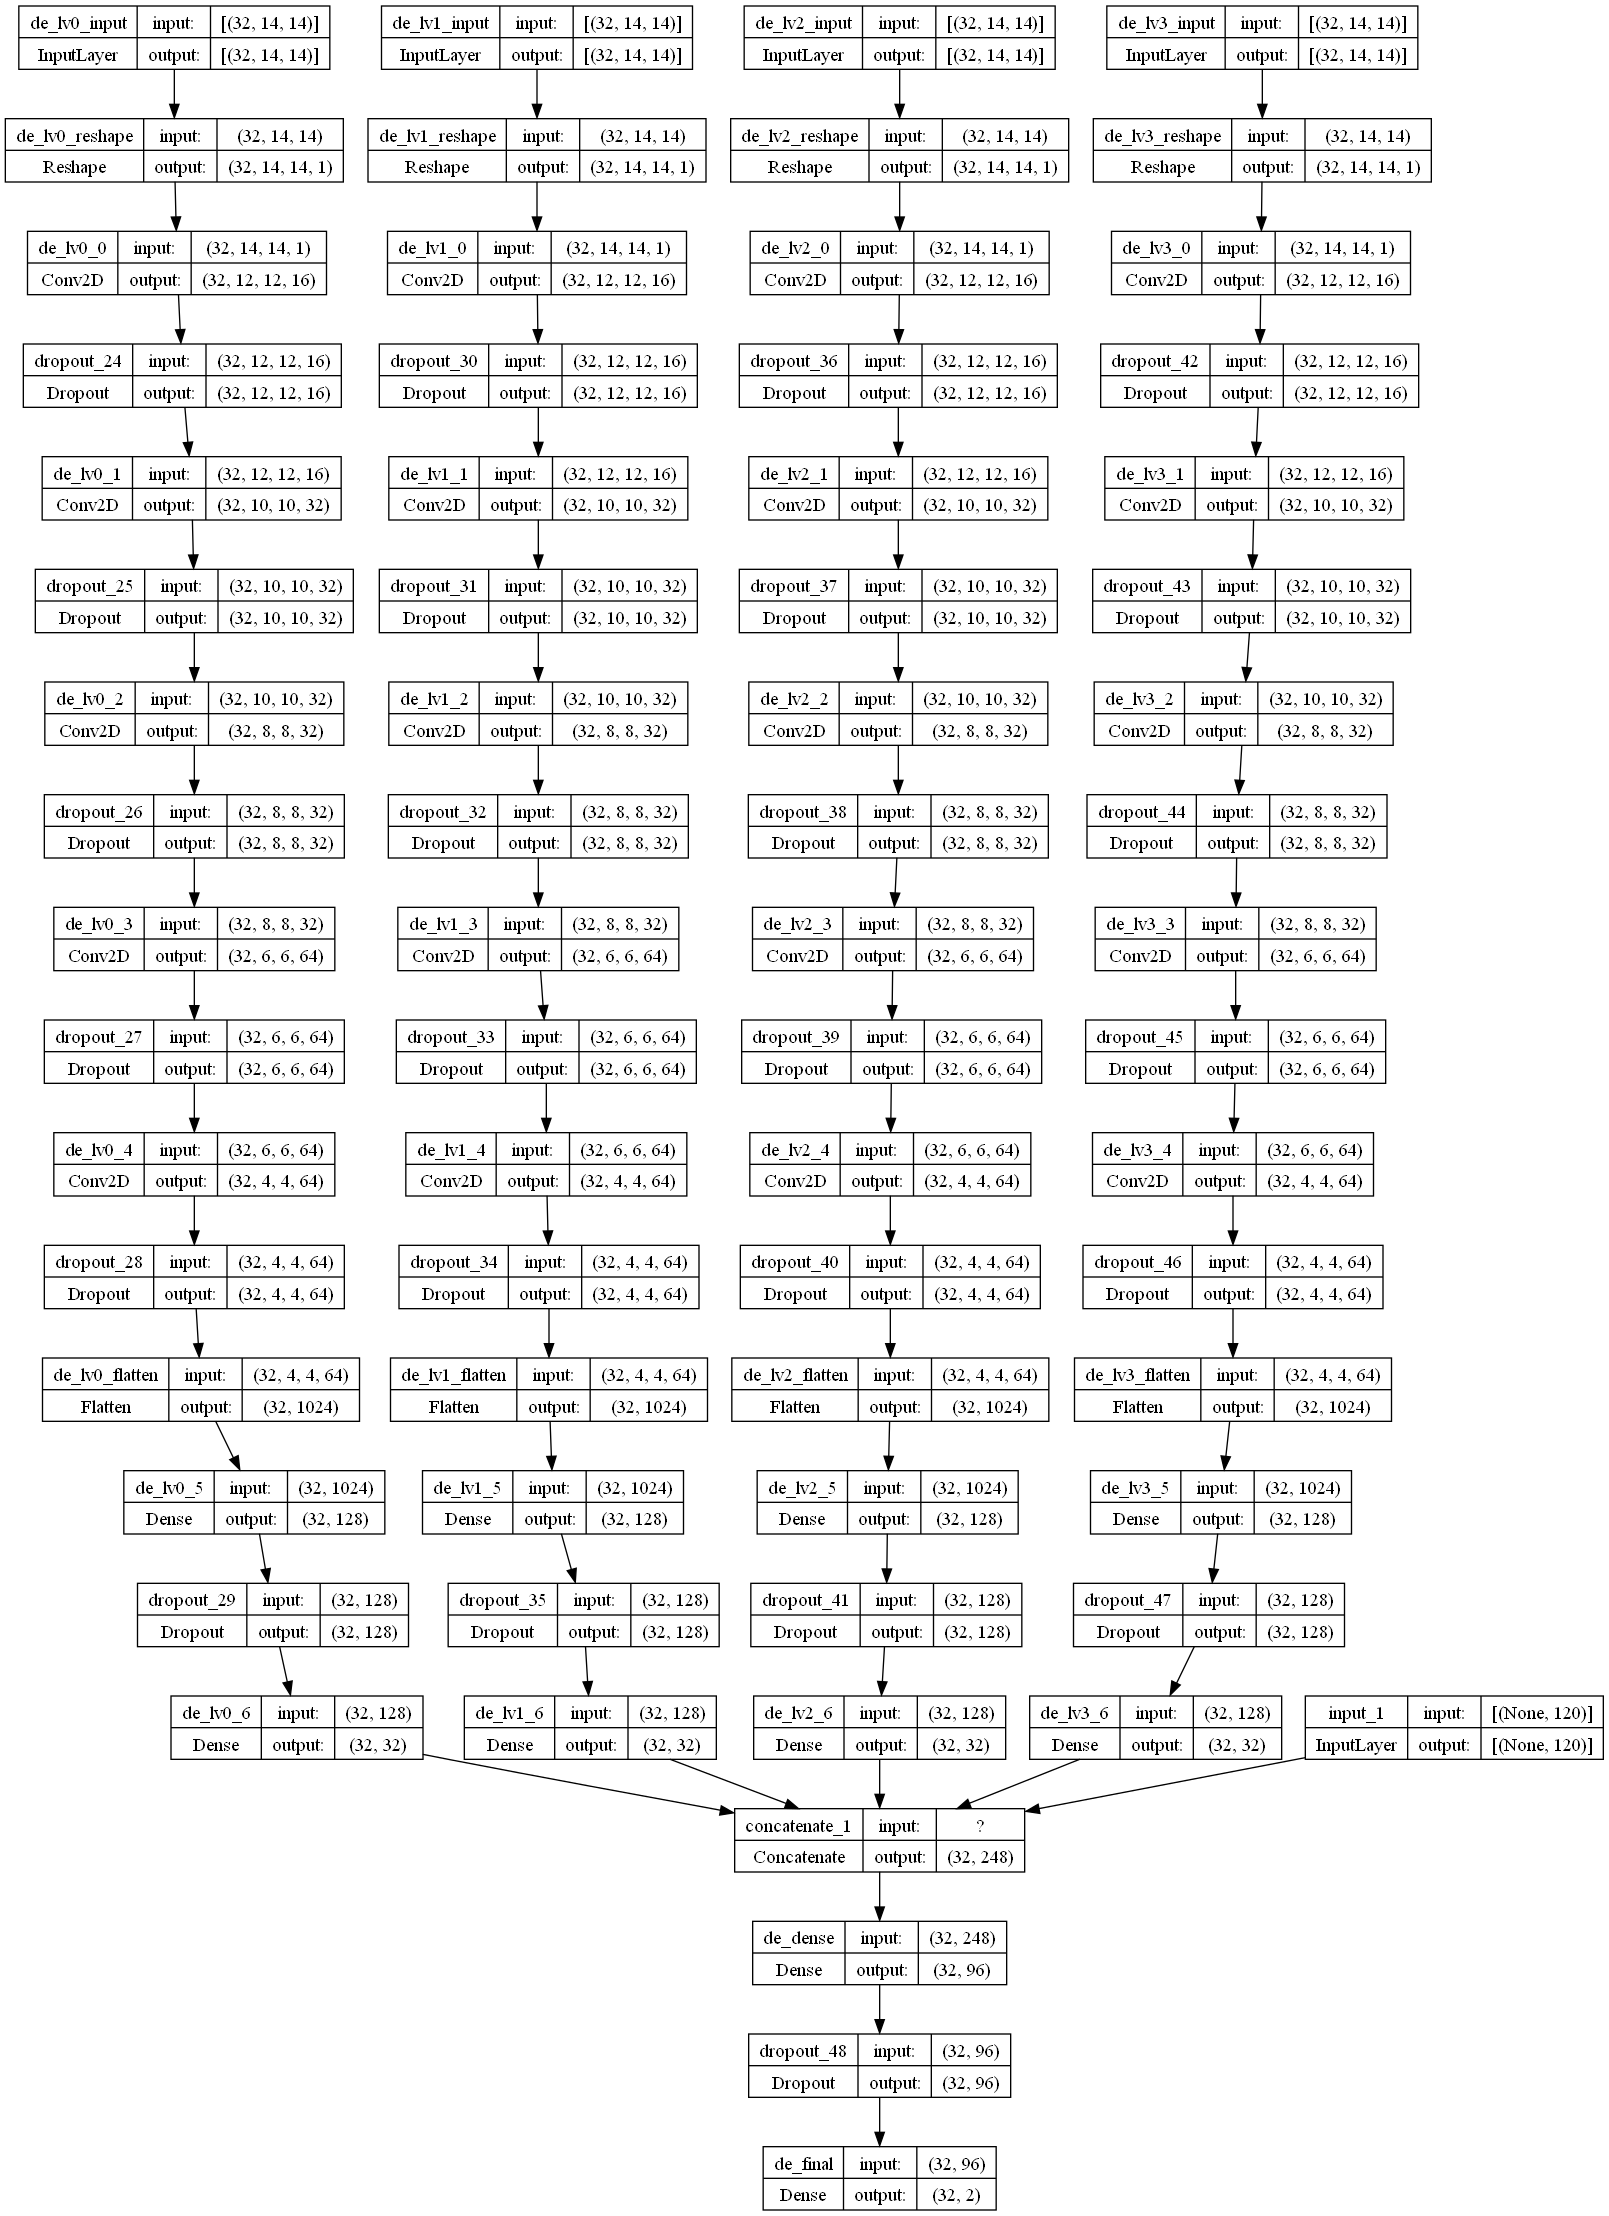 de_lv0_input input: [(32, 14, 14)] de_lv1_input input: [(32, 14, 14)] de_lv2_input input: [(32, 14, 14)] de_lv3_input input: [(32, 14, 14)]
InputLayer output: [(32, 14, 14)] InputLayer output: [(32, 14, 14)] InputLayer output: [(32, 14, 14)] InputLayer output: [(32, 14, 14)]
de_lv0_reshape input: (32, 14, 14) de_lv1_reshape input: (32, 14, 14) de_lv2_reshape input: (32, 14, 14) de_lv3_reshape input: (32, 14, 14)
Reshape output: (32, 14, 14, 1) Reshape output: (32, 14, 14, 1) Reshape output: (32, 14, 14, 1) Reshape output: (32, 14, 14, 1)
de_lv0_0 input: (32, 14, 14, 1) de_lv1_0 input: (32, 14, 14, 1) de_lv2_0 input: (32, 14, 14, 1) de_lv3_0 input: (32, 14, 14, 1)
Conv2D output: (32, 12, 12, 16) Conv2D output: (32, 12, 12, 16) Conv2D output: (32, 12, 12, 16) Conv2D output: (32, 12, 12, 16)
dropout_24 input: (32, 12, 12, 16) dropout_30 input: (32, 12, 12, 16) dropout_36 input: (32, 12, 12, 16) dropout_42 input: (32, 12, 12, 16)
Dropout output: (32, 12, 12, 16) Dropout output: (32, 12, 12, 16) Dropout output: (32, 12, 12, 16) Dropout output: (32, 12, 12, 16)
de_lv0_1 input: (32, 12, 12, 16) de_lv1_1 input: (32, 12, 12, 16) de_lv2_1 input: (32, 12, 12, 16) de_lv3_1 input: (32, 12, 12, 16)
Conv2D output: (32, 10, 10, 32) Conv2D output: (32, 10, 10, 32) Conv2D output: (32, 10, 10, 32) Conv2D output: (32, 10, 10, 32)
dropout_25 input: (32, 10, 10, 32) dropout_31 input: (32, 10, 10, 32) dropout_37 input: (32, 10, 10, 32) dropout_43 input: (32, 10, 10, 32)
Dropout output: (32, 10, 10, 32) Dropout output: (32, 10, 10, 32) Dropout output: (32, 10, 10, 32) Dropout output: (32, 10, 10, 32)
de_lv0_2 input: (32, 10, 10, 32) de_lv1_2 input: (32, 10, 10, 32) de_lv2_2 input: (32, 10, 10, 32) de_lv3_2 input: (32, 10, 10, 32)
Conv2D output: (32, 8, 8, 32) Conv2D output: (32, 8, 8, 32) Conv2D output: (32, 8, 8, 32) Conv2D output: (32, 8, 8, 32)
dropout_26 input: (32, 8, 8, 32) dropout_32 input: (32, 8, 8, 32) dropout_38 input: (32, 8, 8, 32) dropout_44 input: (32, 8, 8, 32)
Dropout output: (32, 8, 8, 32) Dropout output: (32, 8, 8, 32) Dropout output: (32, 8, 8, 32) Dropout output: (32, 8, 8, 32)
de_lv0_3 input: (32, 8, 8, 32) de_lv1_3 input: (32, 8, 8, 32) de_lv2_3 input: (32, 8, 8, 32) de_lv3_3 input: (32, 8, 8, 32)
Conv2D output: (32, 6, 6, 64) Conv2D output: (32, 6, 6, 64) Conv2D output: (32, 6, 6, 64) Conv2D output: (32, 6, 6, 64)
dropout_27 input: (32, 6, 6, 64) dropout_33 input: (32, 6, 6, 64) dropout_39 input: (32, 6, 6, 64) dropout_45 input: (32, 6, 6, 64)
Dropout output: (32, 6, 6, 64) Dropout output: (32, 6, 6, 64) Dropout output: (32, 6, 6, 64) Dropout output: (32, 6, 6, 64)
de_lv0_4 input: (32, 6, 6, 64) de_lv1_4 input: (32, 6, 6, 64) de_lv2_4 input: (32, 6, 6, 64) de_lv3_4 input: (32, 6, 6, 64)
Conv2D output: (32, 4, 4, 64) Conv2D output: (32, 4, 4, 64) Conv2D output: (32, 4, 4, 64) Conv2D output: (32, 4, 4, 64)
dropout_28 input: (32, 4, 4, 64) dropout_34 input: (32, 4, 4, 64) dropout_40 input: (32, 4, 4, 64) dropout_46 input: (32, 4, 4, 64)
Dropout output: (32, 4, 4, 64) Dropout output: (32, 4, 4, 64) Dropout output: (32, 4, 4, 64) Dropout output: (32, 4, 4, 64)
de_lv0_flatten input: (32, 4, 4, 64) de_lv1_flatten input: (32, 4, 4, 64) de_lv2_flatten input: (32, 4, 4, 64) de_lv3_flatten input: (32, 4, 4, 64)
Flatten output: (32, 1024) Flatten output: (32, 1024) Flatten output: (32, 1024) Flatten output: (32, 1024)
de_lv0_5 input: (32, 1024) de_lv1_5 input: (32, 1024) de_lv2_5 input: (32, 1024) de_lv3_5 input: (32, 1024)
Dense output: (32, 128) Dense output: (32, 128) Dense output: (32, 128) Dense output: (32, 128)
dropout_29 input: (32, 128) dropout_35 input: (32, 128) dropout_41 input: (32, 128) dropout_47 input: (32, 128)
Dropout output: (32, 128) Dropout output: (32, 128) Dropout output: (32, 128) Dropout output: (32, 128)
de_lv0_6 input: (32, 128) de_lv1_6 input: (32, 128) de_lv2_6 input: (32, 128) de_lv3_6 input: (32, 128) input_1 input: [(None, 120)]
Dense output: (32, 32) Dense output: (32, 32) Dense output: (32, 32) Dense output: (32, 32) InputLayer output: [(None, 120)]
concatenate_1 input: ?
Concatenate output: (32, 248)
de_dense input: (32, 248)
Dense output: (32, 96)
dropout_48 input: (32, 96)
Dropout output: (32, 96)
de_final input: (32, 96)
Dense output: (32, 2)